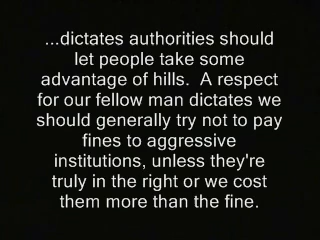 ...dictates authorities should
let people take some
advantage of hills.  A respect
for our fellow man dictates we
should generally try not to pay
fines to aggressive
institutions, unless they're
truly in the right or we cost
them more than the fine.